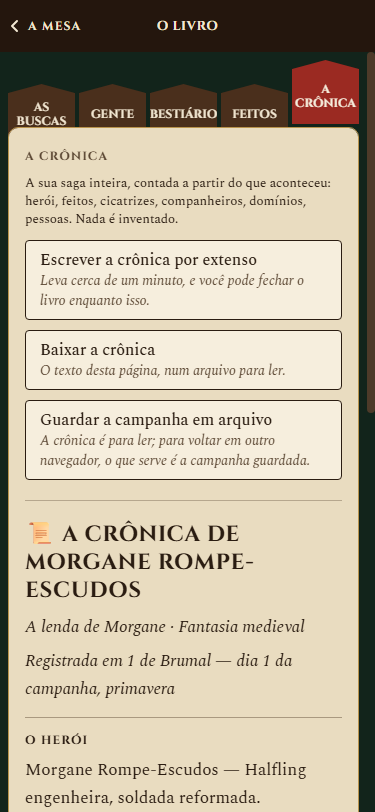 A MESA
O LIVRO
AS
BUSCAS
GENTE
BESTIÁRIO
FEITOS
A
CRÔNICA
A CRÔNICA
A sua saga inteira, contada a partir do que aconteceu:
herói, feitos, cicatrizes, companheiros, domínios,
pessoas. Nada é inventado.
Escrever a crônica por extenso
Leva cerca de um minuto, e você pode fechar o
livro enquanto isso.
Baixar a crônica
O texto desta página, num arquivo para ler.
Guardar a campanha em arquivo
A crônica é para ler; para voltar em outro
navegador, o que serve é a campanha guardada.
A CRÔNICA DE
MORGANE ROMPE-
ESCUDOS
A lenda de Morgane · Fantasia medieval
Registrada em 1 de Brumal — dia 1 da
campanha, primavera
O HERÓI
Morgane Rompe-Escudos — Halfling
engenheira, soldada reformada.